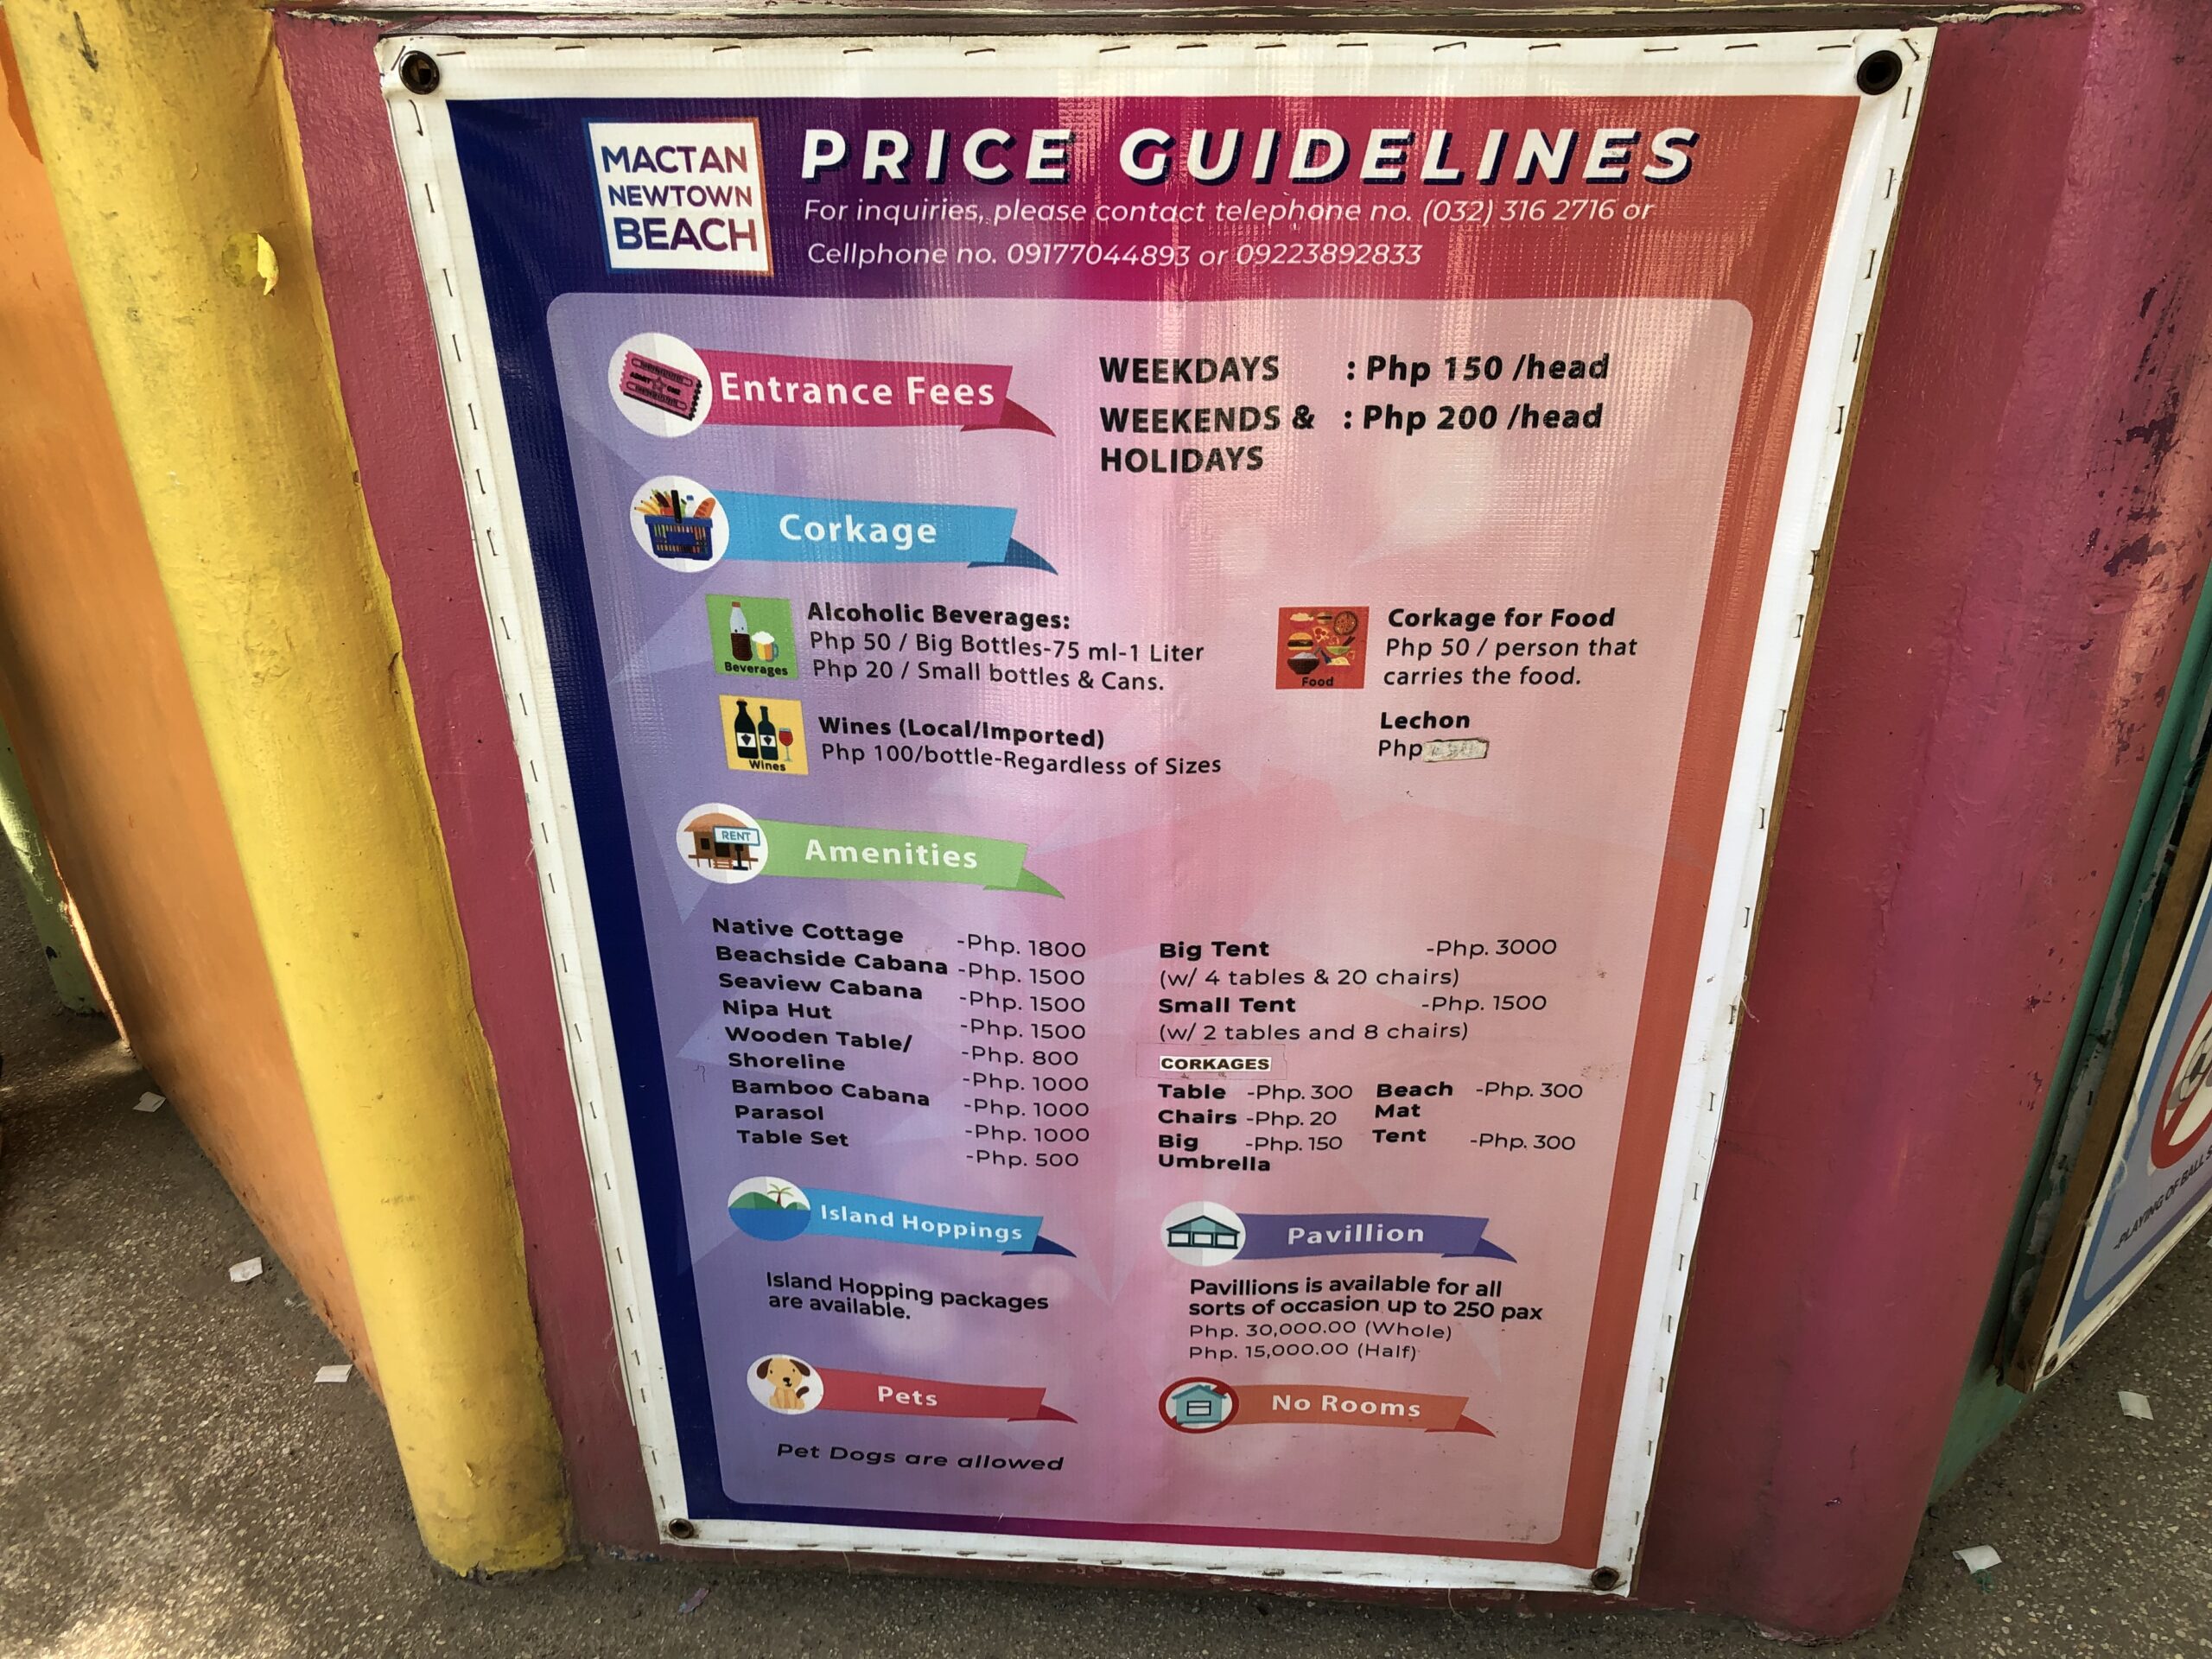 MACTAN
NEWTOWN
BEACH
PRICE GUIDELINES
For inquiries, please contact telephone no. (032) 316 2716 or
Cellphone no. 09177044893 or 09223892833
Entrance Fees
WEEKDAYS : Php 150 /head
WEEKENDS & : Php 200 /head
HOLIDAYS
Corkage
Beverages
Alcoholic Beverages:
Php 50 / Big Bottles-75 ml-1 Liter
Php 20 / Small bottles & Cans.
Wines
Wines (Local/Imported)
Php 100/bottle-Regardless of Sizes
Food
Corkage for Food
Php 50 / person that
carries the food.
Lechon
Php
RENT
Amenities
Native Cottage -Php. 1800
Beachside Cabana -Php. 1500
Seaview Cabana -Php. 1500
Nipa Hut -Php. 1500
Wooden Table/ -Php. 800
Shoreline -Php. 1000
Bamboo Cabana -Php. 1000
Parasol -Php. 1000
Table Set -Php. 500
Big Tent -Php. 3000
(w/ 4 tables & 20 chairs)
Small Tent -Php. 1500
(w/ 2 tables and 8 chairs)
CORKAGES
Table -Php. 300
Chairs -Php. 20
Big -Php. 150
Umbrella
Beach -Php. 300
Mat
Tent -Php. 300
Island Hoppings
Island Hopping packages
are available.
Pavillion
Pavillions is available for all
sorts of occasion up to 250 pax
Php. 30,000.00 (Whole)
Php. 15,000.00 (Half)
Pets
Pet Dogs are allowed
No Rooms
-PLAYING OF BALL